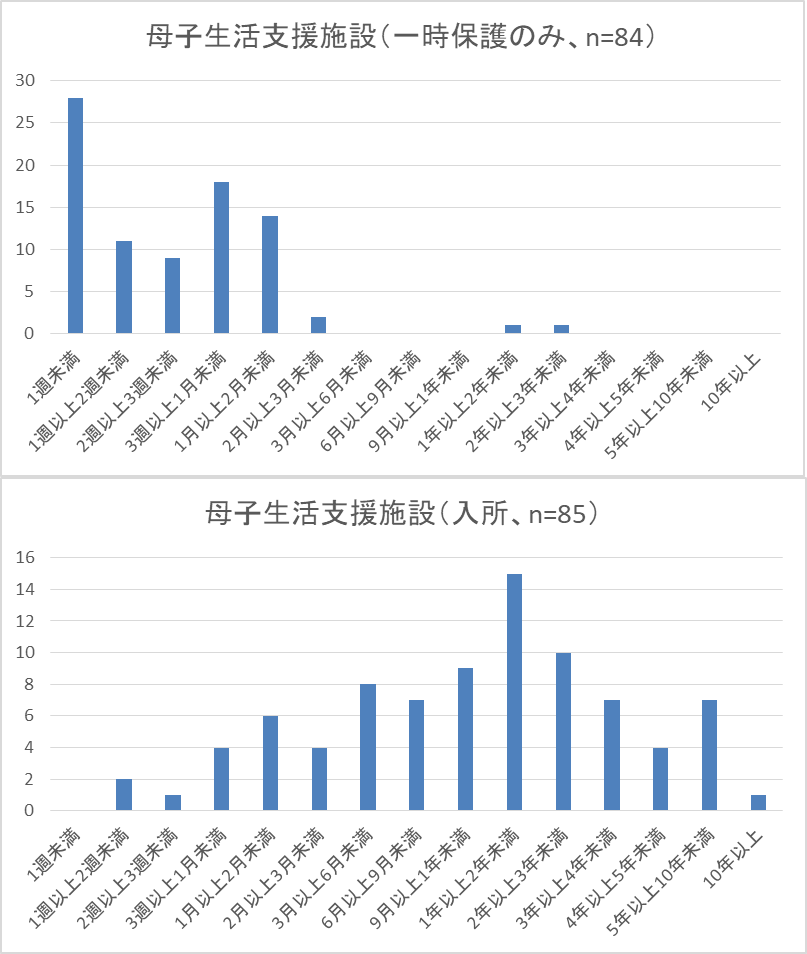 母子生活支援施設（一時保護のみ、n=84）
30
25
20
15
10
5
0
1週未満
1週以上2週未満
2週以上3週未満
3週以上1月未満
1月以上2月未満
2月以上3月未満
3月以上6月未満
6月以上9月未満
9月以上1年未満
1年以上2年未満
2年以上3年未満
3年以上4年未満
4年以上5年未満
5年以上10年未満
10年以上
母子生活支援施設（入所、n=85）
16
14
12
10
8
6
4
2
0
1週未満
1週以上2週未満
2週以上3週未満
3週以上1月未満
1月以上2月未満
2月以上3月未満
3月以上6月未満
6月以上9月未満
9月以上1年未満
1年以上2年未満
2年以上3年未満
3年以上4年未満
4年以上5年未満
5年以上10年未満
10年以上